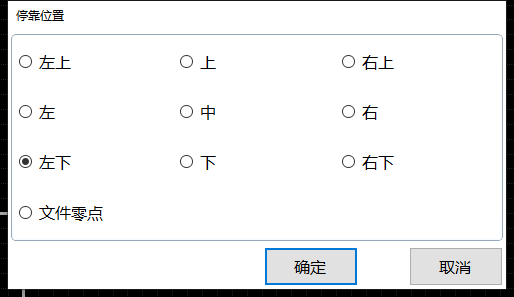 停靠位置
左上 上 右上
左 中 右
左下 下 右下
文件零点
确定 取消